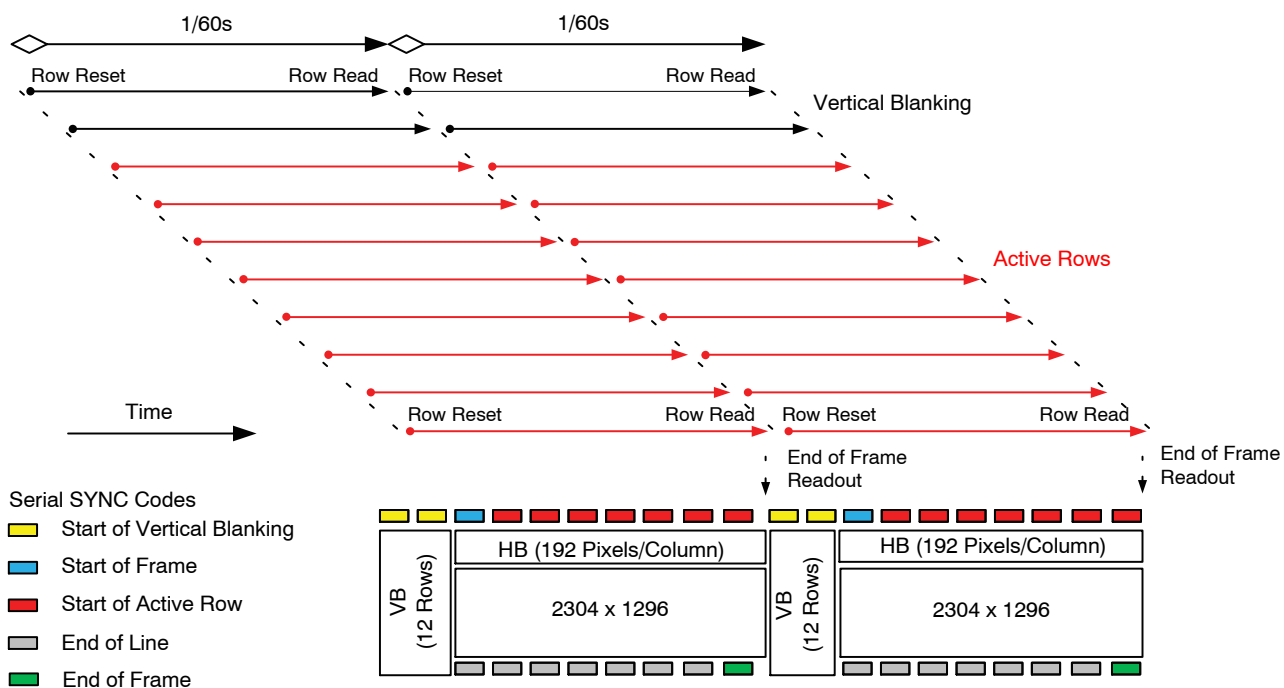 1/60s
1/60s
Row Reset
Row Read
Row Reset
Row Read
Vertical Blanking
Active Rows
Time
Row Reset
Row Read
Row Reset
Row Read
End of Frame
Readout
End of Frame
Readout
Serial SYNC Codes
Start of Vertical Blanking
Start of Frame
Start of Active Row
End of Line
End of Frame
VB
(12 Rows)
HB (192 Pixels/Column)
2304 x 1296
VB
(12 Rows)
HB (192 Pixels/Column)
2304 x 1296